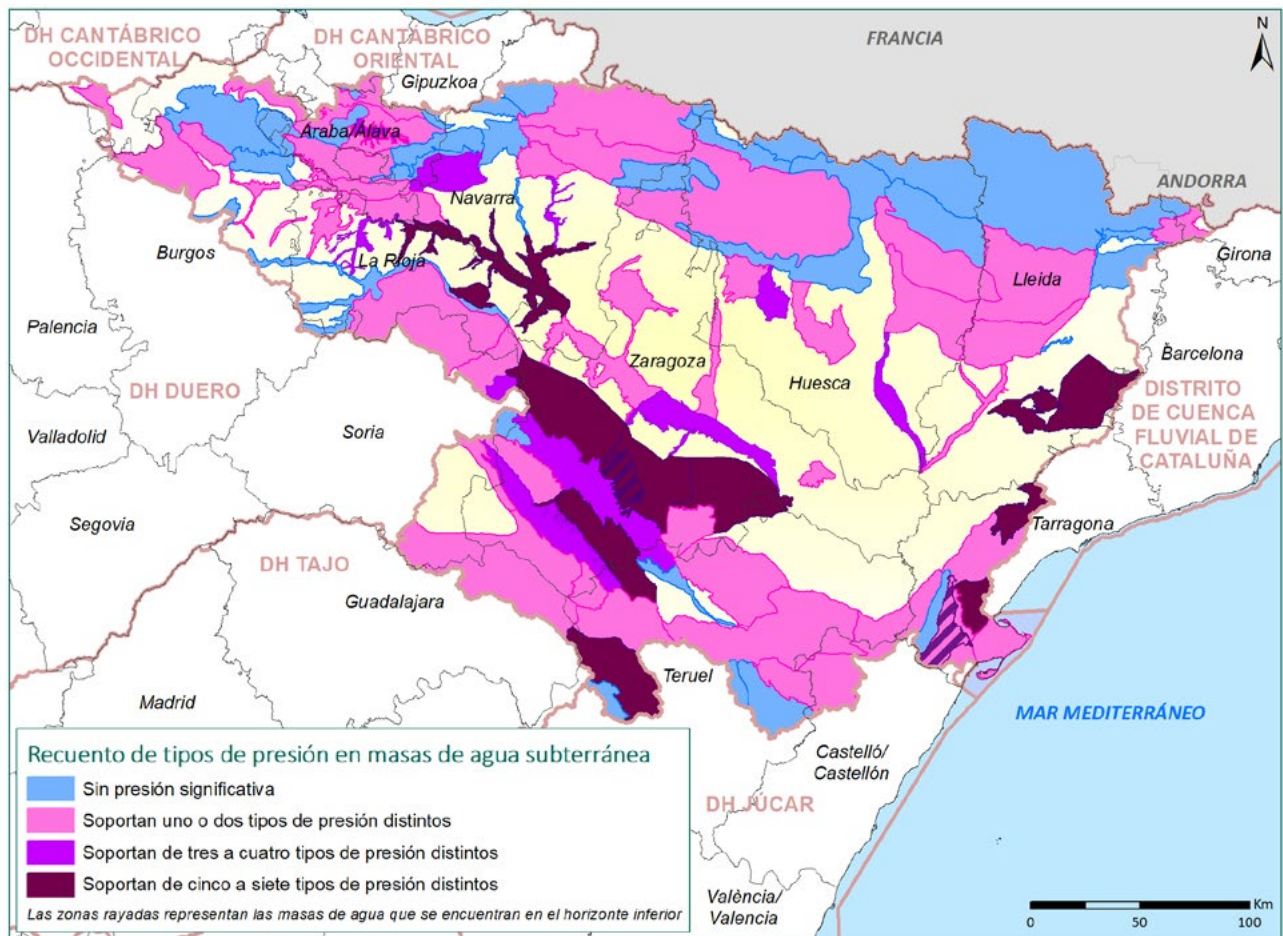 DH CANTÁBRICO
OCCIDENTAL
DH CANTÁBRICO
ORIENTAL
Gipuzkoa
FRANCIA
N
Araba/Álava
ANDORRA
Navarra
Burgos
La Rioja
Girona
Lleida
Palencia
Zaragoza
Barcelona
Huesca
DH DUERO
DISTRITO
DE CUENCA
FLUVIAL DE
CATALUÑA
Valladolid
Soria
Segovia
Tarragona
DH TAJO
Guadalajara
Teruel
Madrid
MAR MEDITERRÁNEO
Castelló/
Castellón
DH JÚCAR
València/
Valencia
Recuento de tipos de presión en masas de agua subterránea
Sin presión significativa
Soportan uno o dos tipos de presión distintos
Soportan de tres a cuatro tipos de presión distintos
Soportan de cinco a siete tipos de presión distintos
Las zonas rayadas representan las masas de agua que se encuentran en el horizonte inferior
Km
0 50 100